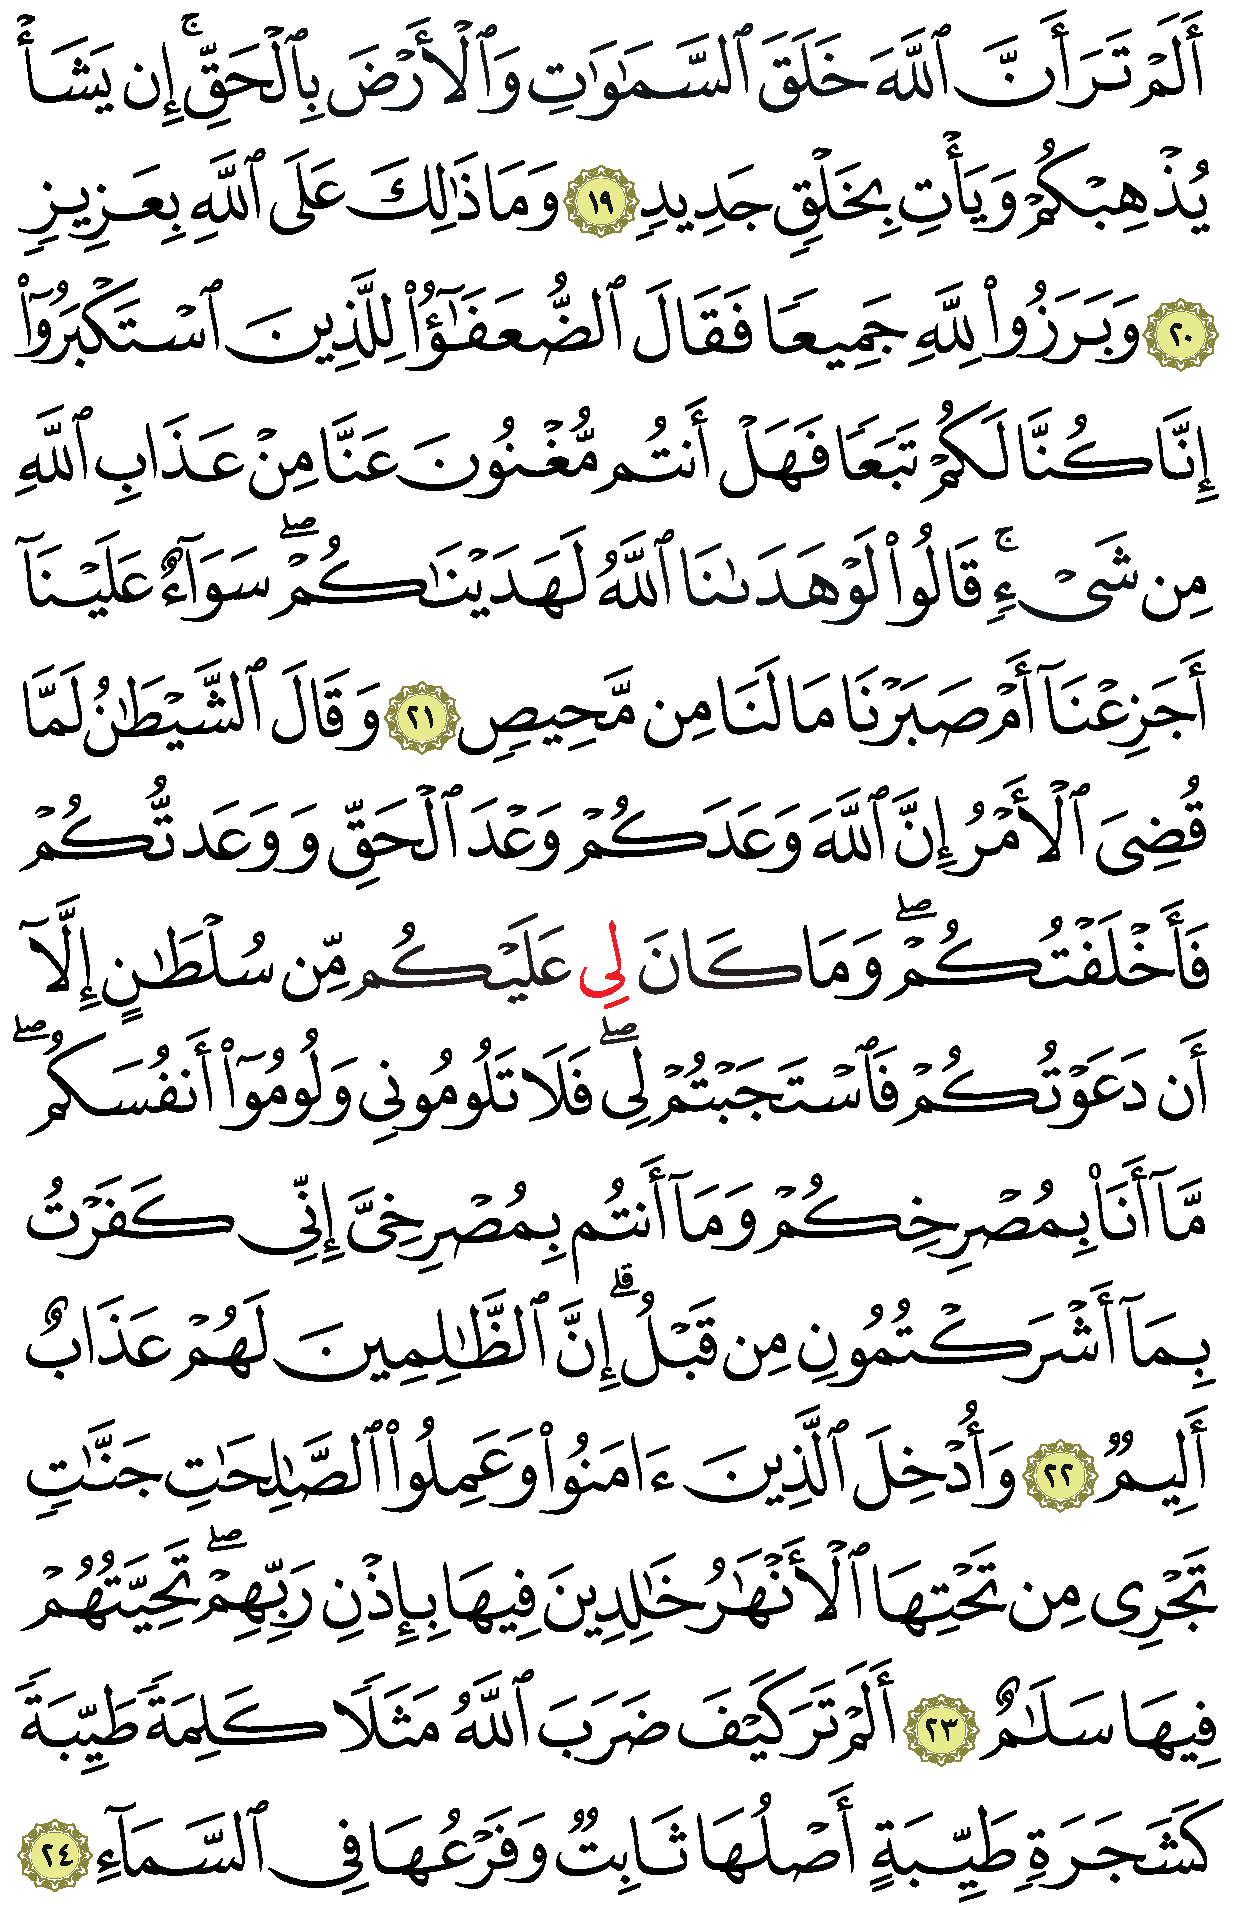 أَلَمْ تَرَ أَنَّ ٱللَّهَ خَلَقَ ٱلسَّمَٰوَٰتِ وَٱلْأَرْضَ بِٱلْحَقِّ ۚ إِن يَشَأْ
يُذْهِبْكُمْ وَيَأْتِ بِخَلْقٍ جَدِيدٍ ١٩ وَمَا ذَٰلِكَ عَلَى ٱللَّهِ بِعَزِيزٍ
٢٠ وَبَرَزُوا۟ لِلَّهِ جَمِيعًا فَقَالَ ٱلضُّعَفَٰٓؤُا۟ لِلَّذِينَ ٱسْتَكْبَرُوٓا۟
إِنَّا كُنَّا لَكُمْ تَبَعًا فَهَلْ أَنتُم مُّغْنُونَ عَنَّا مِنْ عَذَابِ ٱللَّهِ
مِن شَىْءٍ ۚ قَالُوا۟ لَوْ هَدَىٰنَا ٱللَّهُ لَهَدَيْنَٰكُمْ ۖ سَوَآءٌ عَلَيْنَآ
أَجَزِعْنَآ أَمْ صَبَرْنَا مَا لَنَا مِن مَّحِيصٍ ٢١ وَقَالَ ٱلشَّيْطَٰنُ لَمَّا
قُضِىَ ٱلْأَمْرُ إِنَّ ٱللَّهَ وَعَدَكُمْ وَعْدَ ٱلْحَقِّ وَوَعَدتُّكُمْ
فَأَخْلَفْتُكُمْ ۖ وَمَا كَانَ لِى عَلَيْكُم مِّن سُلْطَٰنٍ إِلَّآ
أَن دَعَوْتُكُمْ فَٱسْتَجَبْتُمْ لِى ۖ فَلَا تَلُومُونِى وَلُومُوٓا۟ أَنفُسَكُم ۖ
مَّآ أَنَا۠ بِمُصْرِخِكُمْ وَمَآ أَنتُم بِمُصْرِخِىَّ إِنِّى كَفَرْتُ
بِمَآ أَشْرَكْتُمُونِ مِن قَبْلُ ۗ إِنَّ ٱلظَّٰلِمِينَ لَهُمْ عَذَابٌ
أَلِيمٌ ٢٢ وَأُدْخِلَ ٱلَّذِينَ ءَامَنُوا۟ وَعَمِلُوا۟ ٱلصَّٰلِحَٰتِ جَنَّٰتٍ
تَجْرِى مِن تَحْتِهَا ٱلْأَنْهَٰرُ خَٰلِدِينَ فِيهَا بِإِذْنِ رَبِّهِمْ ۖ تَحِيَّتُهُمْ
فِيهَا سَلَٰمٌ ٢٣ أَلَمْ تَرَ كَيْفَ ضَرَبَ ٱللَّهُ مَثَلًا كَلِمَةً طَيِّبَةً
كَشَجَرَةٍ طَيِّبَةٍ أَصْلُهَا ثَابِتٌ وَفَرْعُهَا فِى ٱلسَّمَآءِ ٢٤